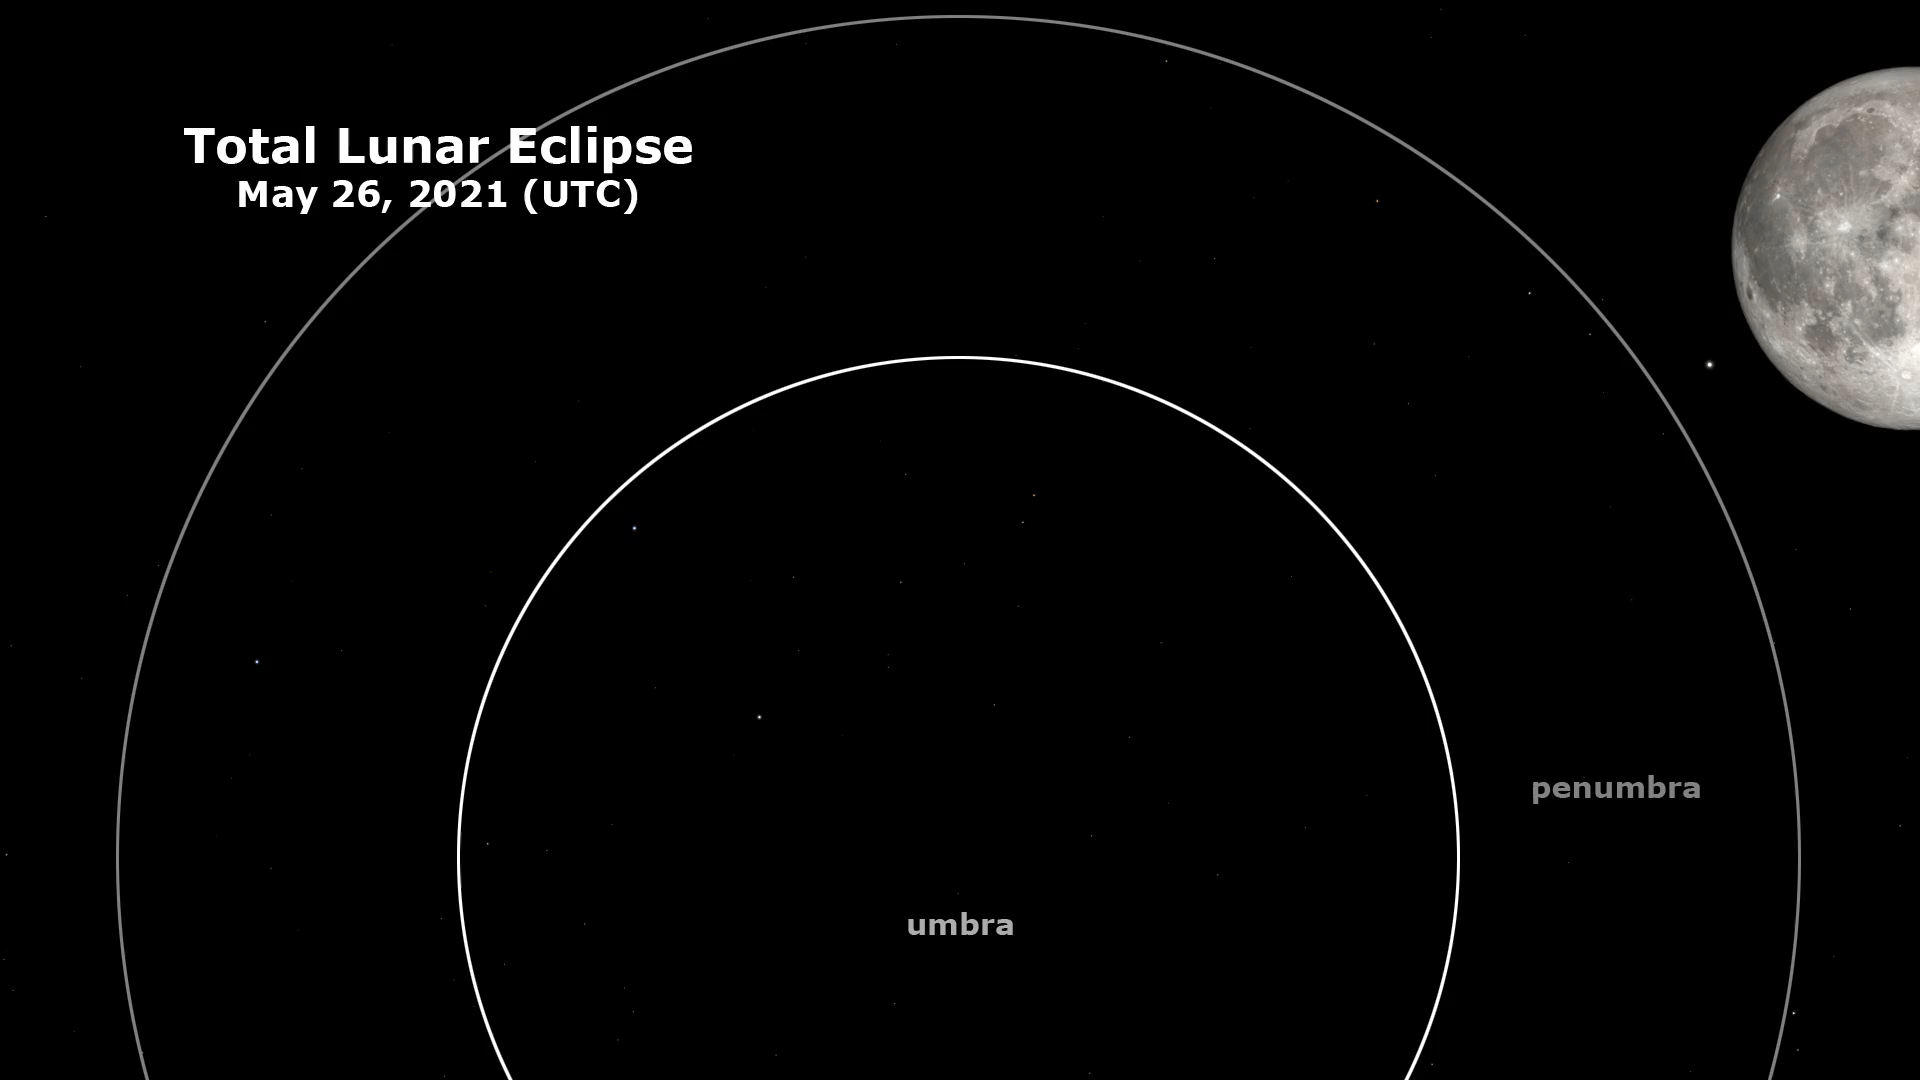 Total Lunar Eclipse
May 26, 2021 (UTC)
penumbra
umbra